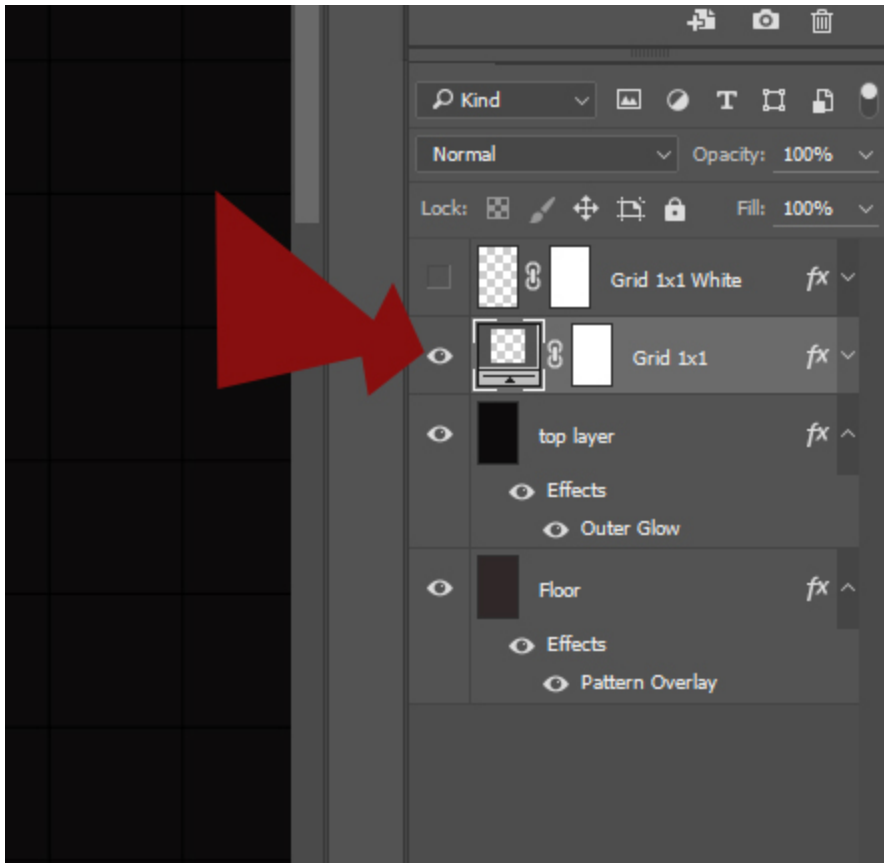 Kind
Normal Opacity: 100%
Lock: Fill: 100%
Grid 1x1 White fx
Grid 1x1 fx
top layer fx
Effects
Outer Glow
Floor fx
Effects
Pattern Overlay